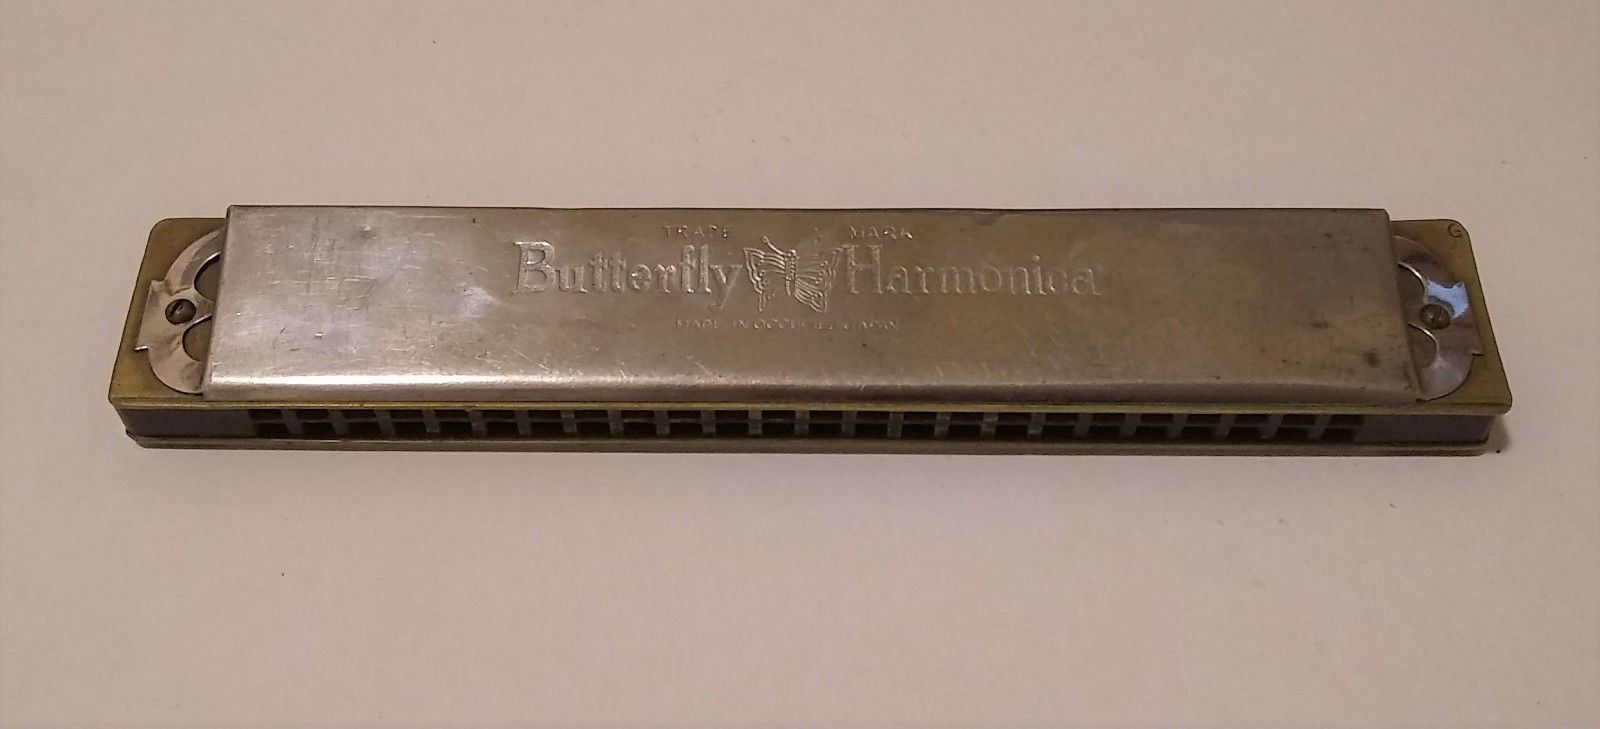 TRADE MARK
G
Butterfly Harmonica
MADE IN OCCUPIED JAPAN